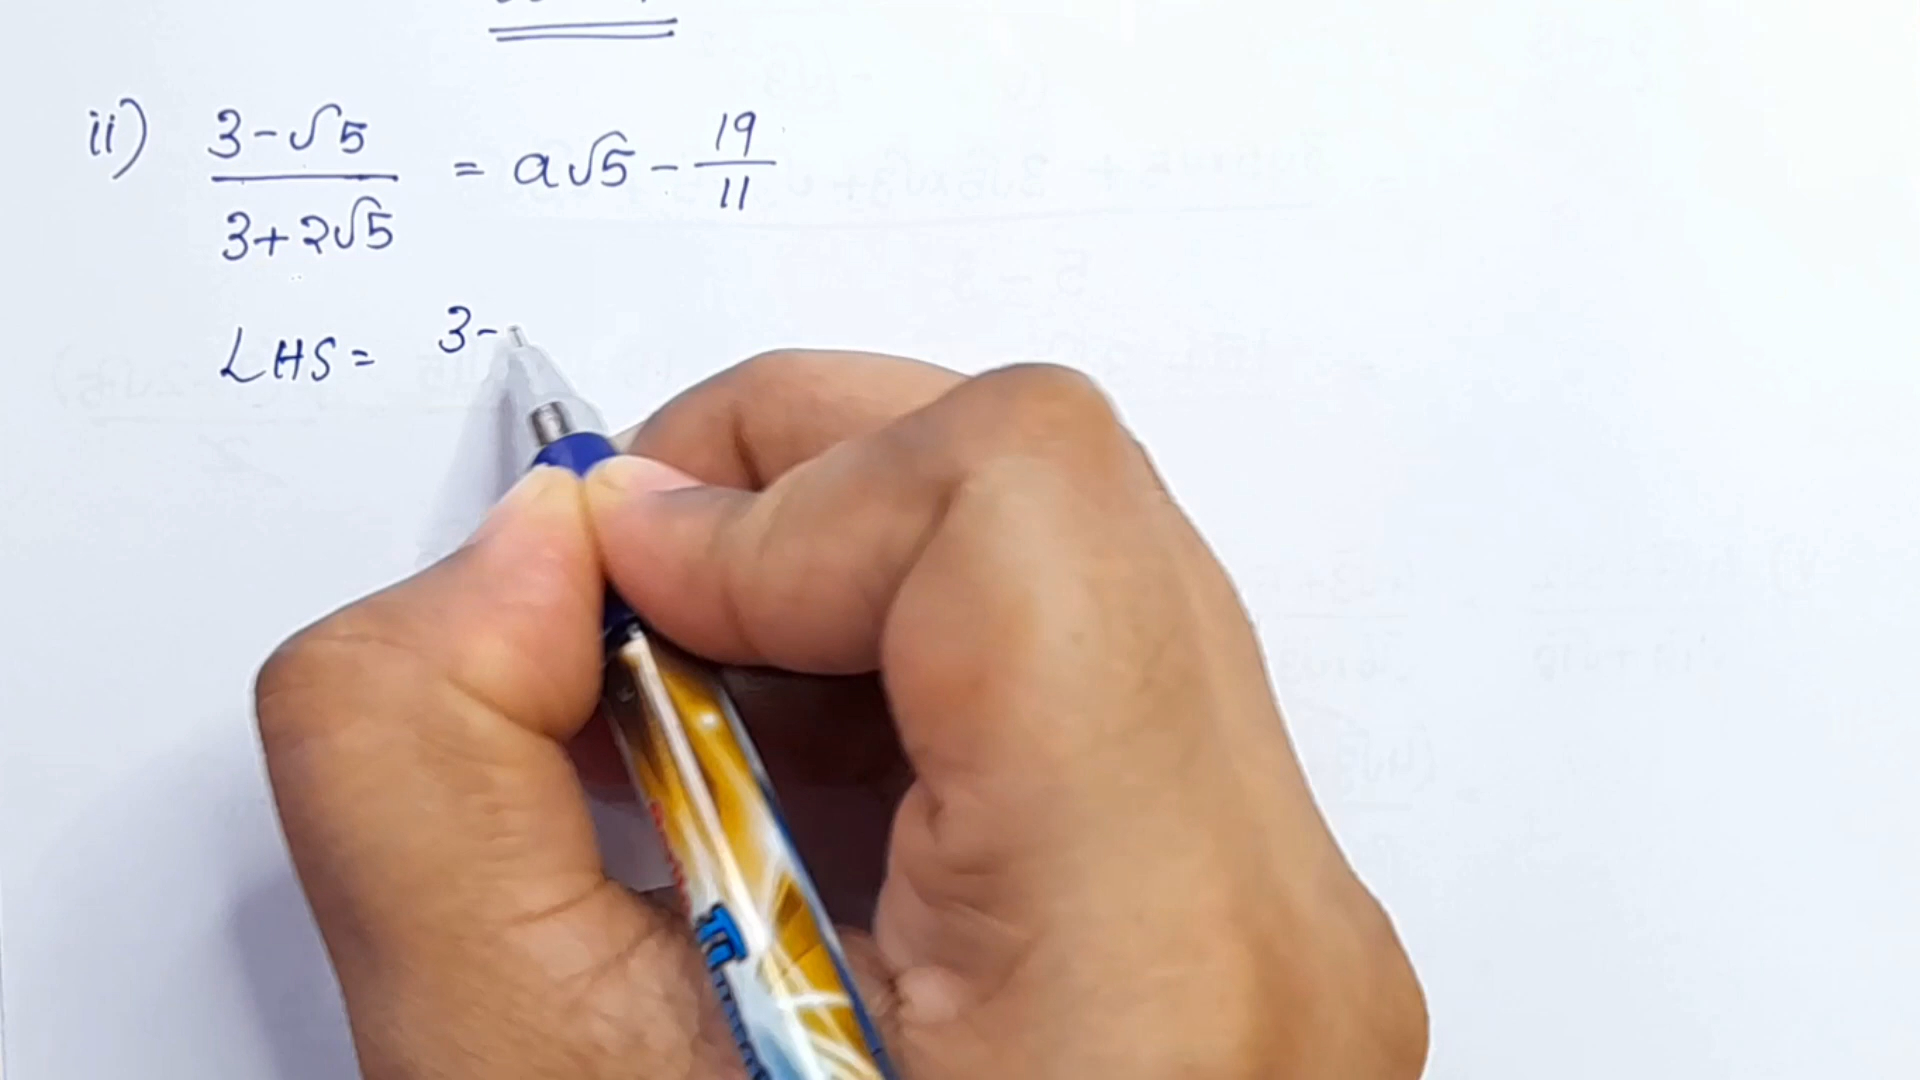 ii) 3-√5 / 3+2√5 = a√5 - 19/11
LHS = 3-